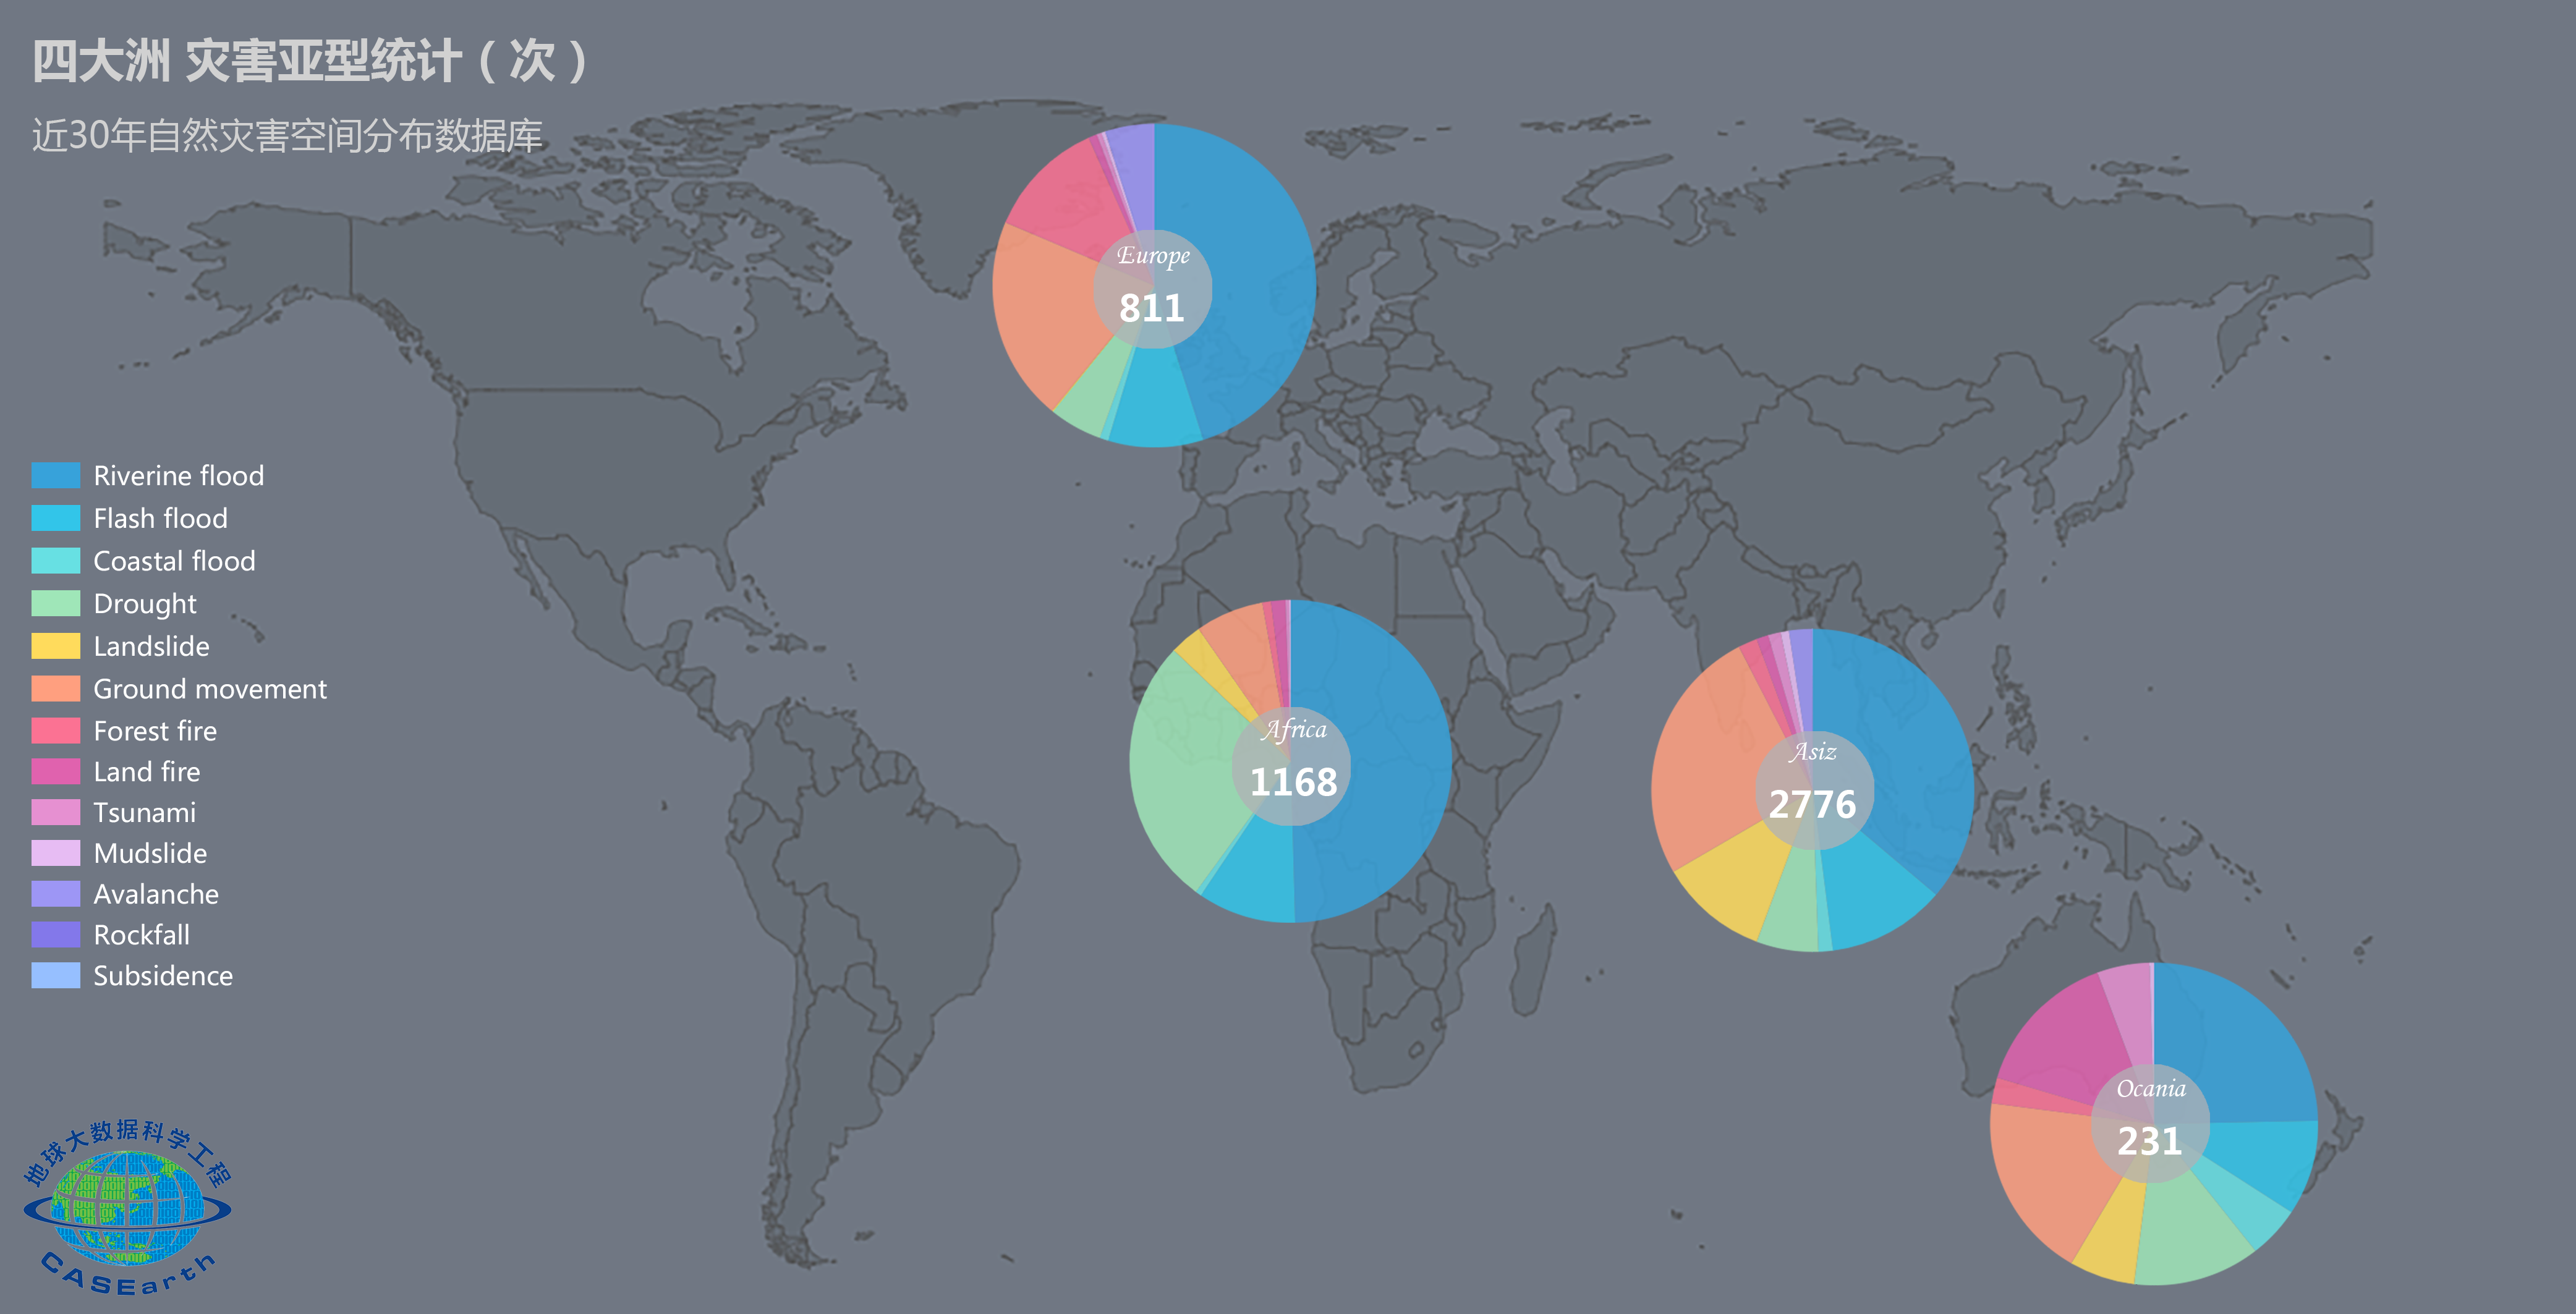 四大洲 灾害亚型统计（次）
近30年自然灾害空间分布数据库
Europe
811
Riverine flood
Flash flood
Coastal flood
Drought
Landslide
Ground movement
Forest fire
Land fire
Tsunami
Mudslide
Avalanche
Rockfall
Subsidence
Africa
1168
Asiz
2776
Ocania
231
地球大数据科学工程
CASEarth